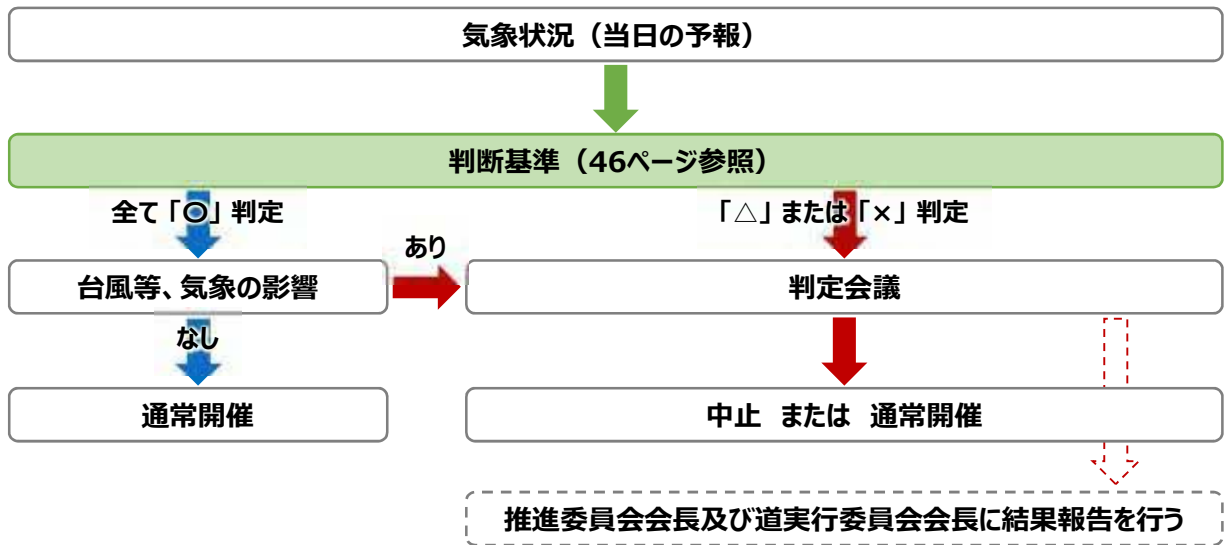 気象状況（当日の予報）
判断基準（46ページ参照）
全て「〇」判定
「△」または「×」判定
あり
台風等、気象の影響
判定会議
なし
通常開催
中止 または 通常開催
推進委員会会長及び道実行委員会会長に結果報告を行う